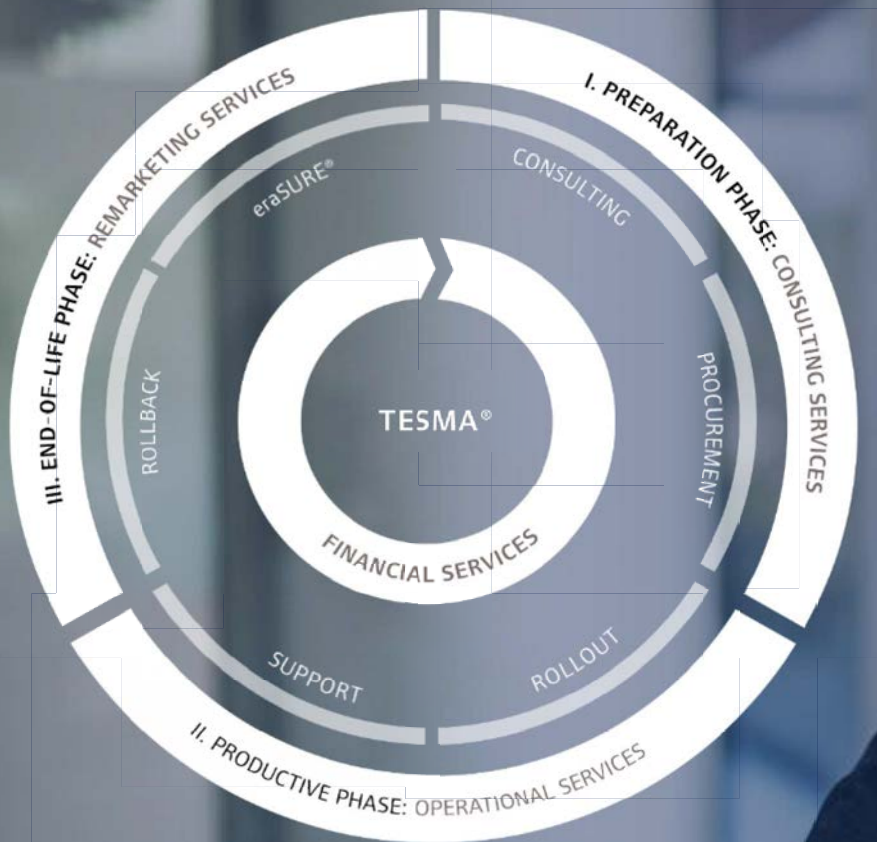 I. PREPARATION PHASE: CONSULTING SERVICES
CONSULTING
PROCUREMENT
II. PRODUCTIVE PHASE: OPERATIONAL SERVICES
ROLLOUT
SUPPORT
III. END-OF-LIFE PHASE: REMARKETING SERVICES
ROLLBACK
eraSURE®
TESMA®
FINANCIAL SERVICES